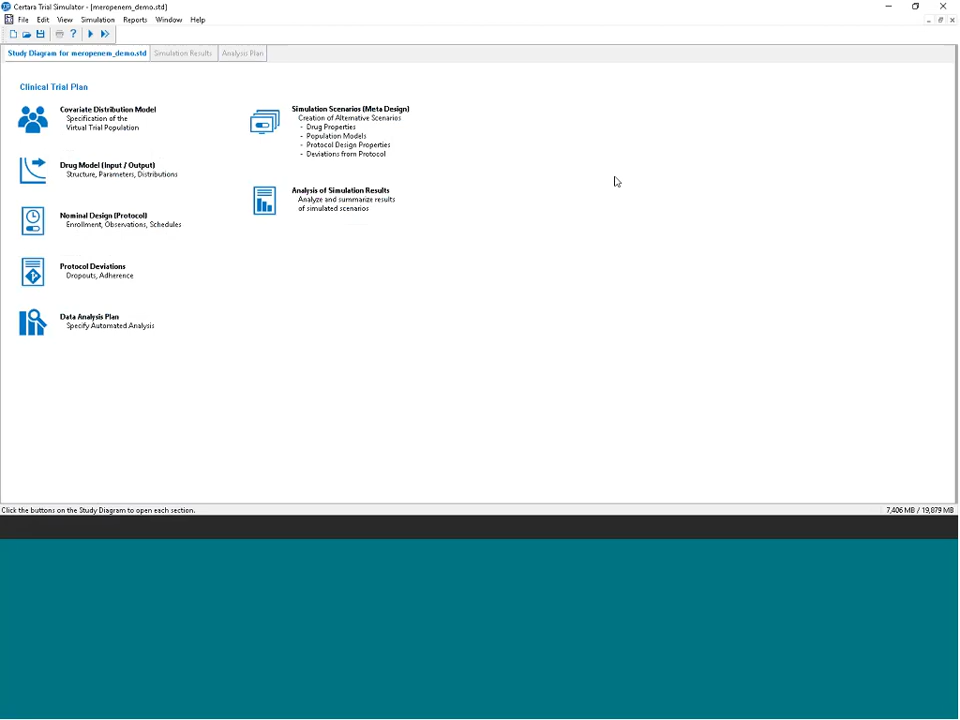 Certara Trial Simulator - [meropenem_demo.std]
File Edit View Simulation Reports Window Help
Study Diagram for meropenem_demo.std Simulation Results Analysis Plan
Clinical Trial Plan
Covariate Distribution Model
Specification of the
Virtual Trial Population
Drug Model (Input / Output)
Structure, Parameters, Distributions
Nominal Design (Protocol)
Enrollment, Observations, Schedules
Protocol Deviations
Dropouts, Adherence
Data Analysis Plan
Specify Automated Analysis
Simulation Scenarios (Meta Design)
Creation of Alternative Scenarios
- Drug Properties
- Population Models
- Protocol Design Properties
- Deviations from Protocol
Analysis of Simulation Results
Analyze and summarize results
of simulated scenarios
Click the buttons on the Study Diagram to open each section. 7,406 MB / 19,879 MB